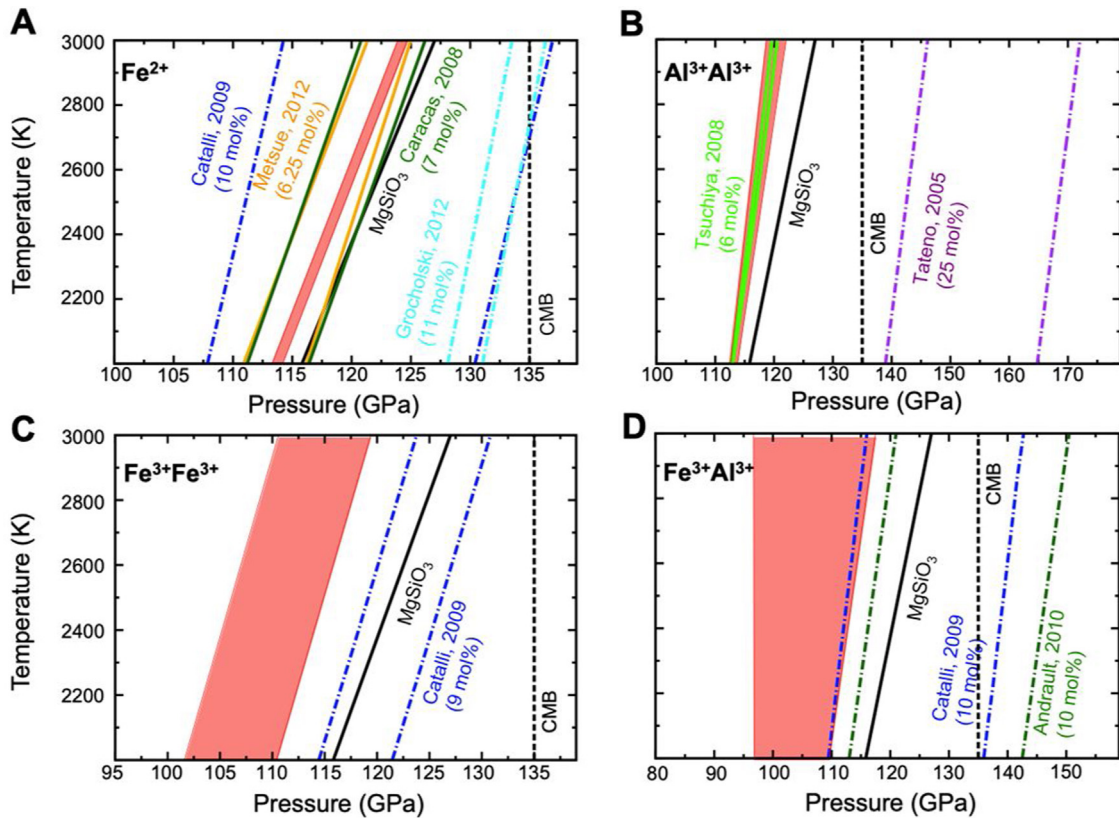 A
Fe²⁺
Catalli, 2009
(10 mol%)
Metsue, 2012
(6.25 mol%)
MgSiO₃
Caracas, 2008
(7 mol%)
Grocholski, 2012
(11 mol%)
CMB
Temperature (K)
3000
2800
2600
2400
2200
100 105 110 115 120 125 130 135
Pressure (GPa)
B
Al³⁺Al³⁺
Tsuchiya, 2008
(6 mol%)
MgSiO₃
CMB
Tateno, 2005
(25 mol%)
100 110 120 130 140 150 160 170
Pressure (GPa)
C
Fe³⁺Fe³⁺
MgSiO₃
Catalli, 2009
(9 mol%)
CMB
Temperature (K)
3000
2800
2600
2400
2200
95 100 105 110 115 120 125 130 135
Pressure (GPa)
D
Fe³⁺Al³⁺
MgSiO₃
Catalli, 2009
(10 mol%)
CMB
Andrault, 2010
(10 mol%)
80 90 100 110 120 130 140 150
Pressure (GPa)